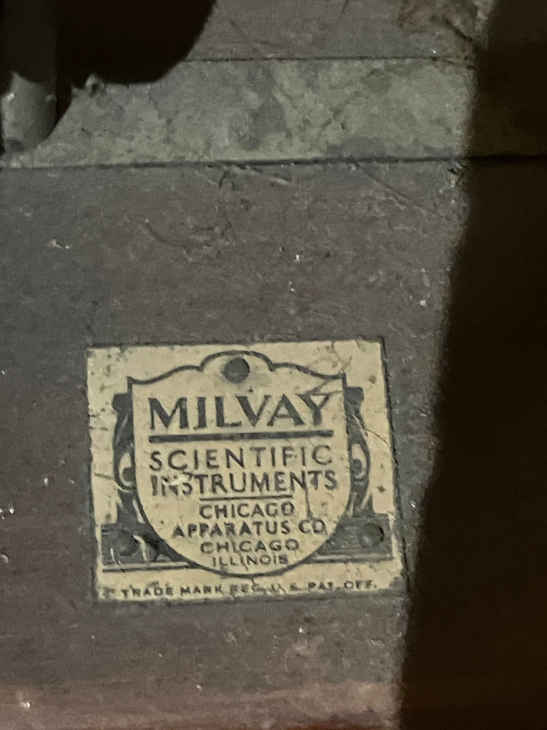 MILVAY
SCIENTIFIC
INSTRUMENTS
CHICAGO
APPARATUS CO.
CHICAGO
ILLINOIS
TRADE MARK REG. U.S. PAT. OFF.